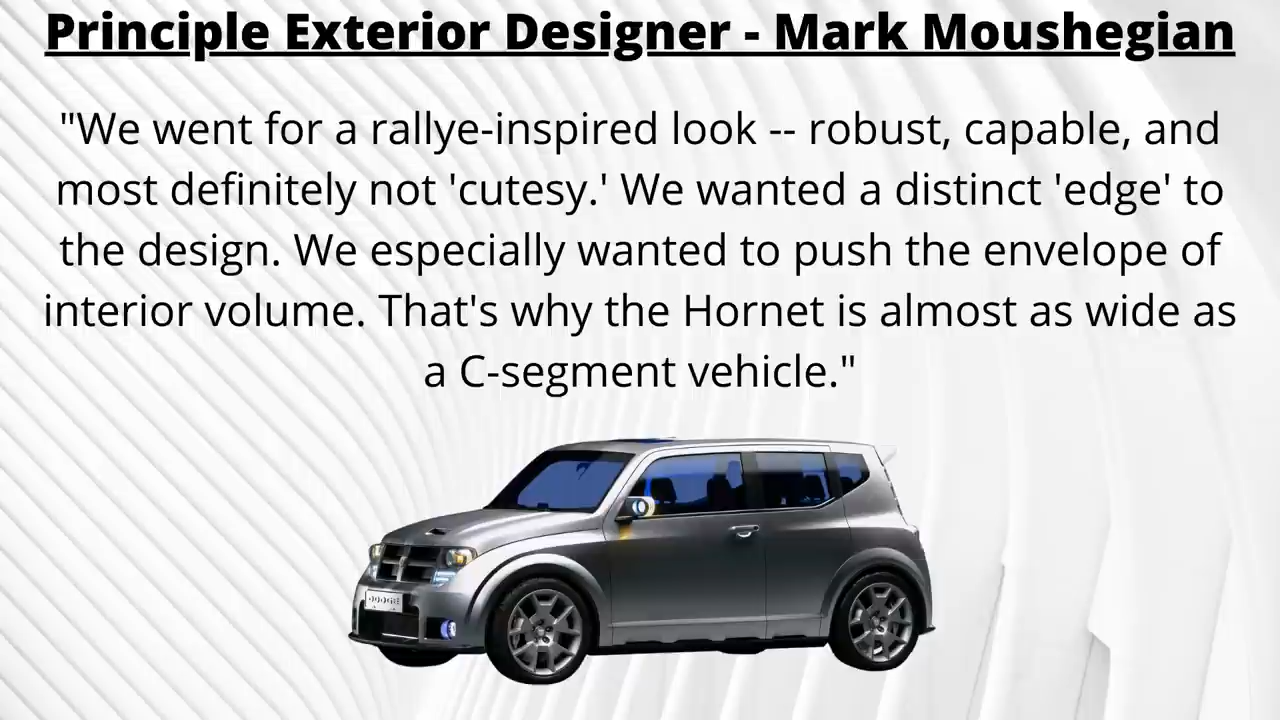 Principle Exterior Designer - Mark Moushegian
"We went for a rallye-inspired look -- robust, capable, and
most definitely not 'cutesy.' We wanted a distinct 'edge' to
the design. We especially wanted to push the envelope of
interior volume. That's why the Hornet is almost as wide as
a C-segment vehicle."
DODGE